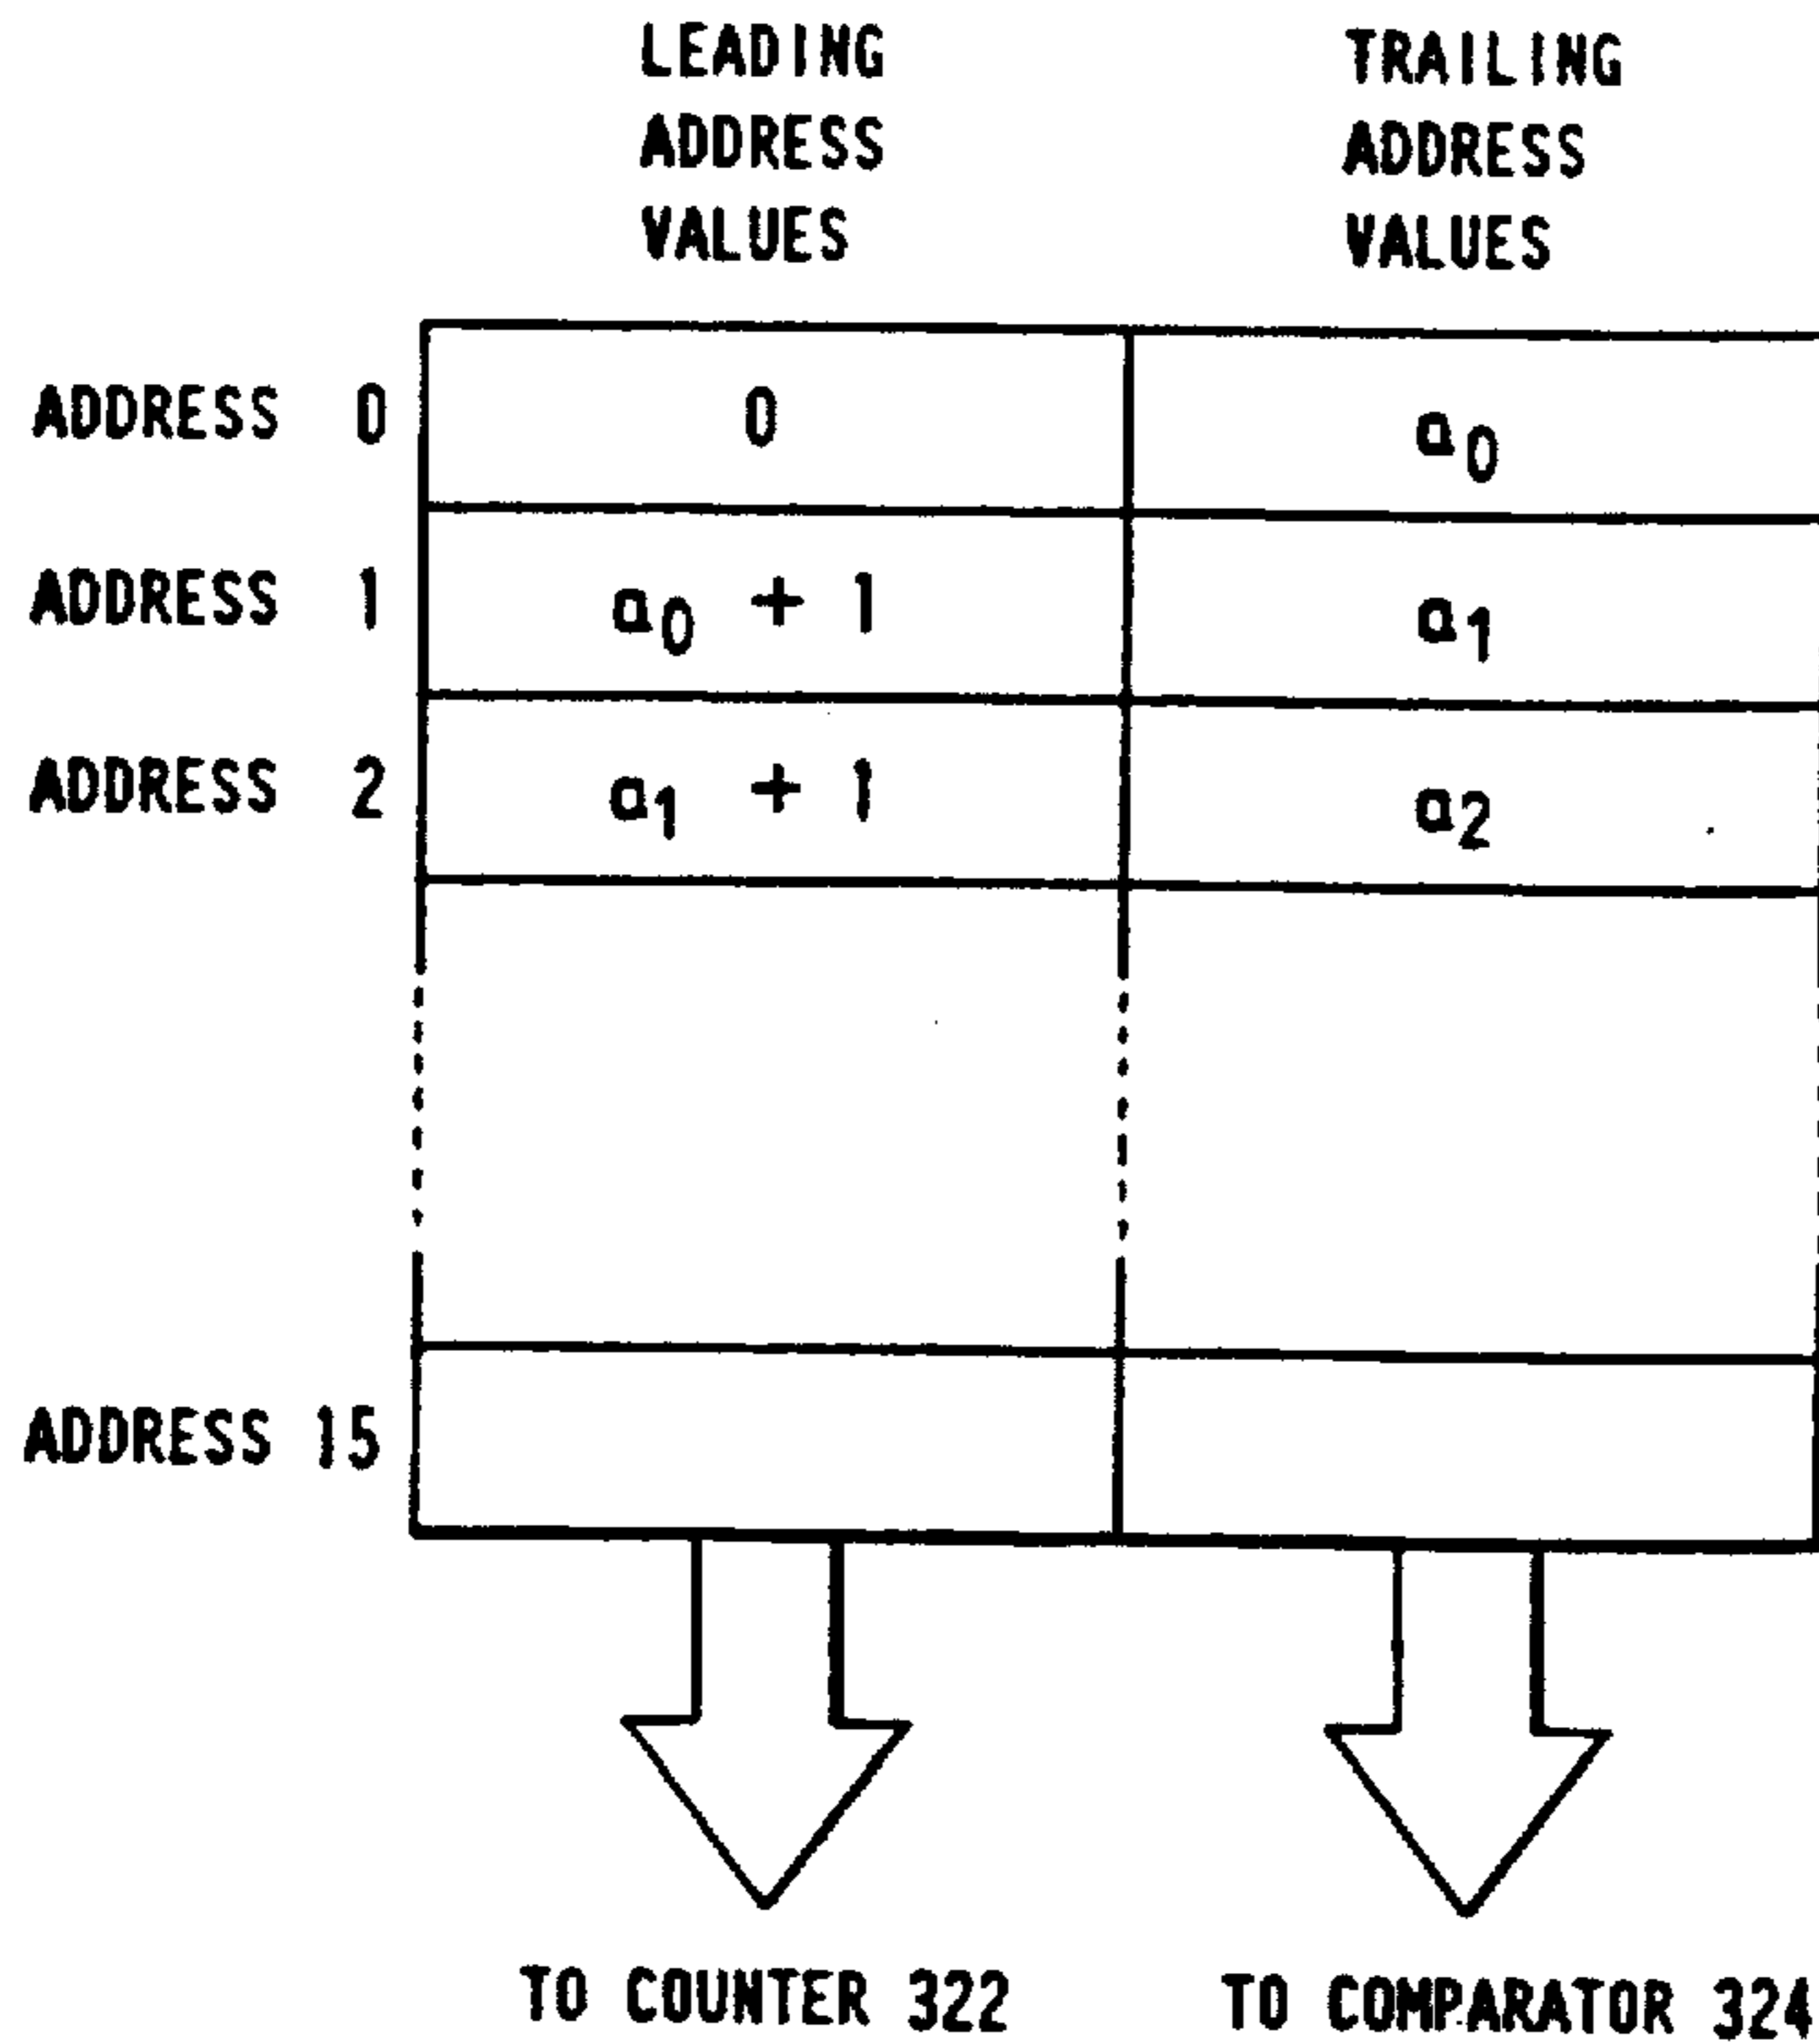 LEADING ADDRESS VALUES
TRAILING ADDRESS VALUES
ADDRESS 0 0 a₀
ADDRESS 1 a₀ + 1 a₁
ADDRESS 2 a₁ + 1 a₂
ADDRESS 15
TO COUNTER 322
TO COMPARATOR 324